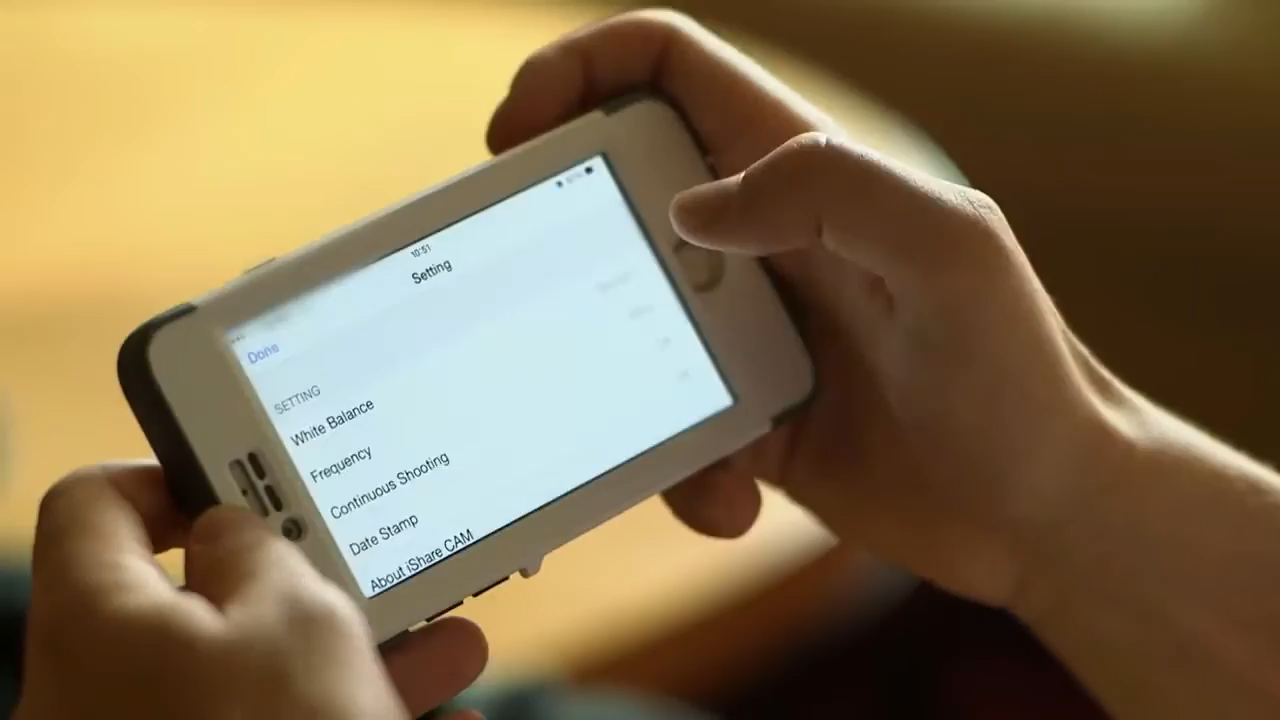 10:51
Setting
Done
SETTING
White Balance
Frequency
Continuous Shooting
Date Stamp
About iShare CAM